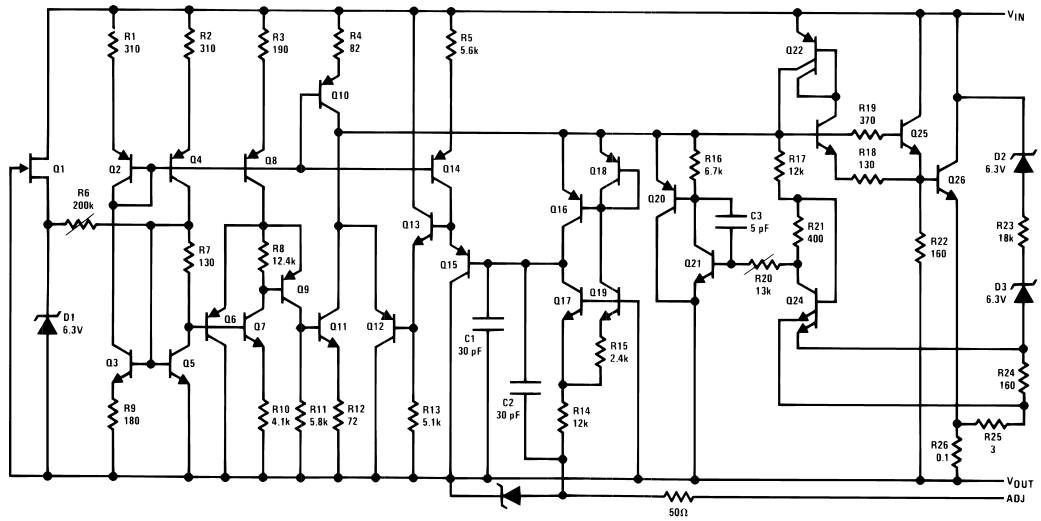 R1
310
R2
310
R3
190
R4
82
R5
5.6k
VIN
Q22
Q10
R19
370
Q25
R18
130
D2
6.3V
Q1
Q2
Q4
Q8
Q14
Q18
R16
6.7k
R17
12k
Q26
R6
200k
Q13
Q16
Q20
C3
5 pF
R21
400
R22
160
R23
18k
R7
130
R8
12.4k
Q15
Q21
R20
13k
Q9
Q17
Q19
Q24
D3
6.3V
D1
6.3V
Q6
Q7
Q11
Q12
C1
30 pF
R15
2.4k
Q3
Q5
R24
160
R9
180
R10
4.1k
R11
5.8k
R12
72
R13
5.1k
C2
30 pF
R14
12k
R26
0.1
R25
3
VOUT
ADJ
50Ω